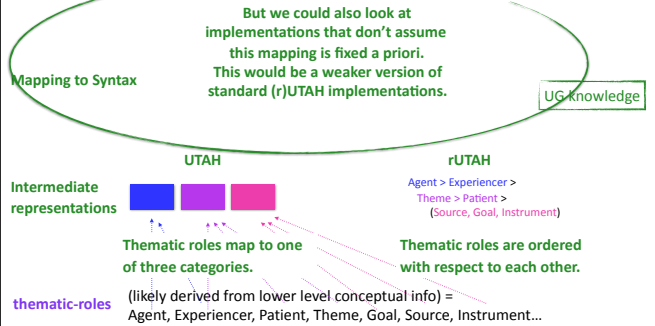 But we could also look at
implementations that don't assume
this mapping is fixed a priori.
This would be a weaker version of
standard (r)UTAH implementations.
Mapping to Syntax
UG knowledge
UTAH
rUTAH
Intermediate
representations
Agent > Experiencer >
Theme > Patient >
(Source, Goal, Instrument)
Thematic roles map to one
of three categories.
Thematic roles are ordered
with respect to each other.
thematic-roles
(likely derived from lower level conceptual info) =
Agent, Experiencer, Patient, Theme, Goal, Source, Instrument...